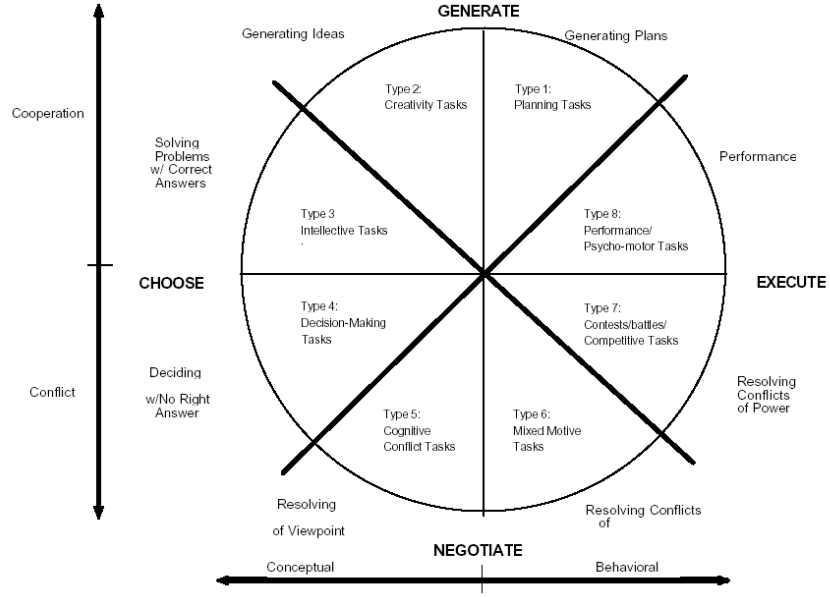 GENERATE
Generating Ideas
Generating Plans
Cooperation
Type 2:
Creativity Tasks
Type 1:
Planning Tasks
Solving
Problems
w/ Correct
Answers
Performance
Type 3
Intellective Tasks
Type 8:
Performance/
Psycho-motor Tasks
CHOOSE
EXECUTE
Type 4:
Decision-Making
Tasks
Type 7:
Contests/battles/
Competitive Tasks
Conflict
Deciding
w/No Right
Answer
Resolving
Conflicts
of Power
Type 5:
Cognitive
Conflict Tasks
Type 6:
Mixed Motive
Tasks
Resolving
of Viewpoint
Resolving Conflicts
of
NEGOTIATE
Conceptual
Behavioral